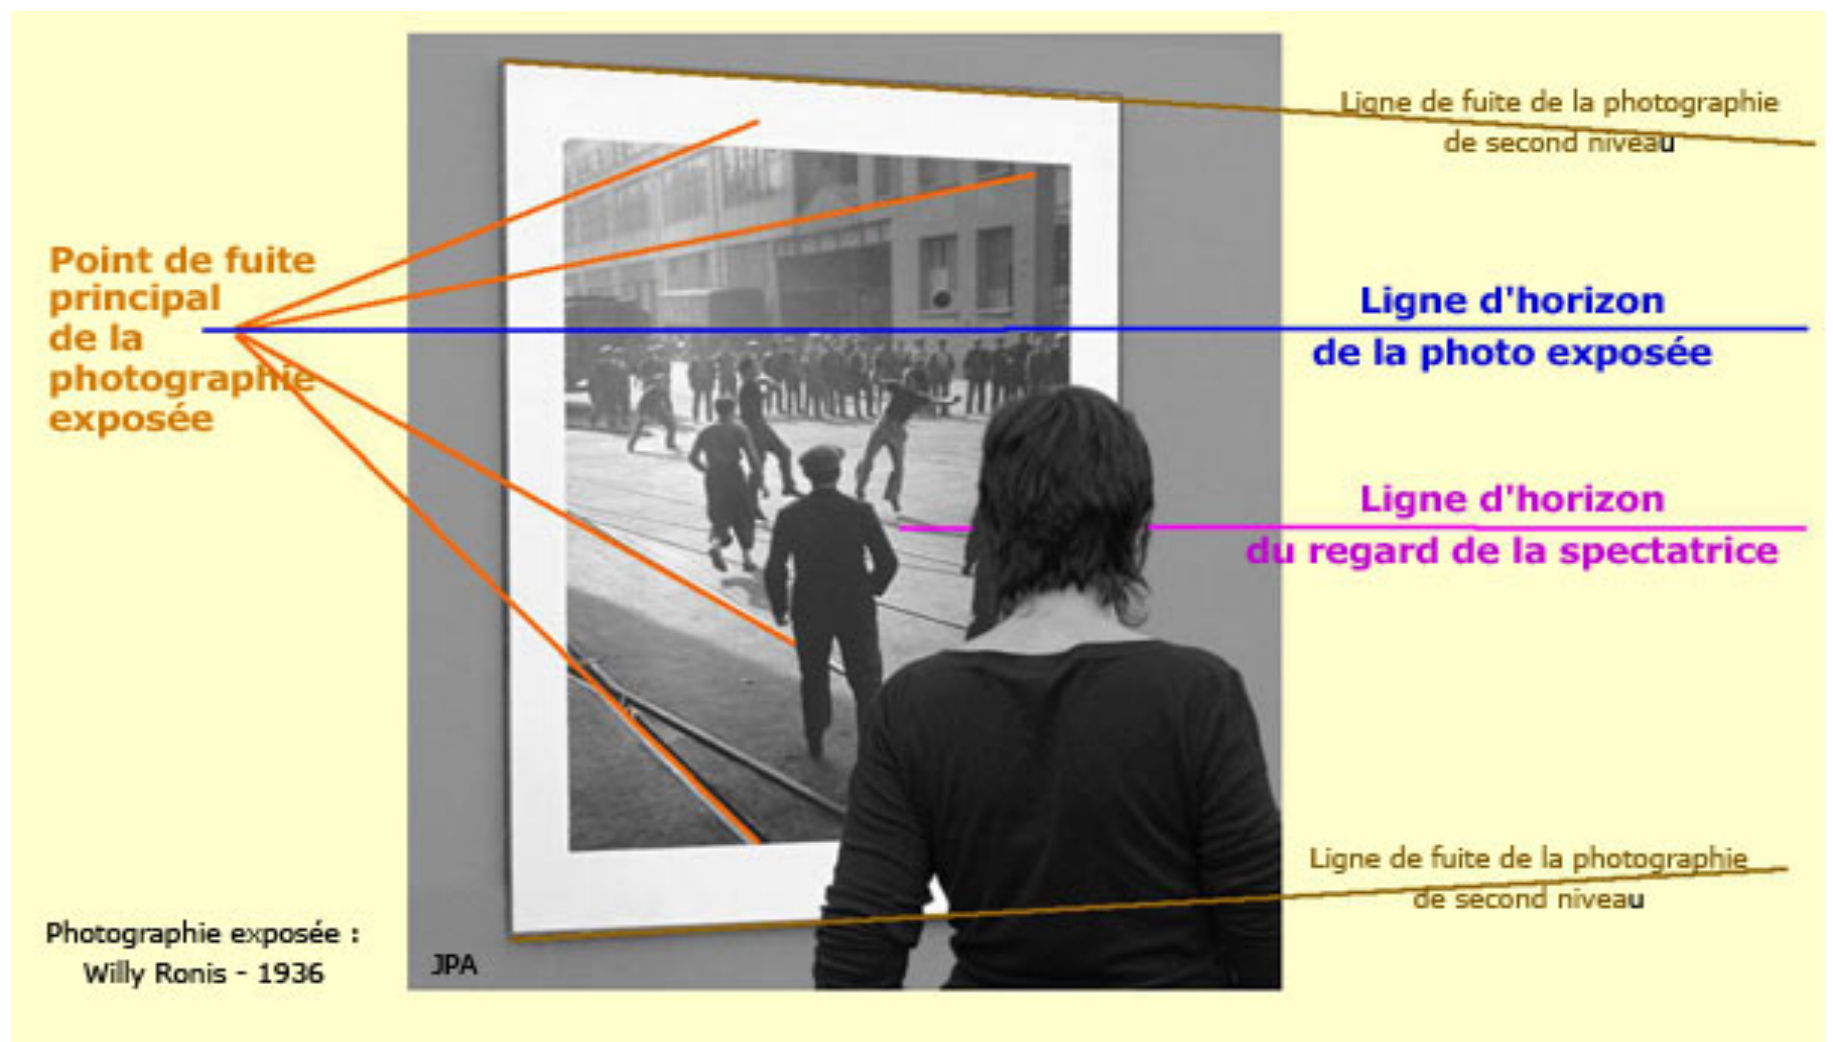 Ligne de fuite de la photographie
de second niveau
Point de fuite
principal
de la
photographie
exposée
Ligne d'horizon
de la photo exposée
Ligne d'horizon
du regard de la spectatrice
Ligne de fuite de la photographie
de second niveau
Photographie exposée :
Willy Ronis - 1936
JPA